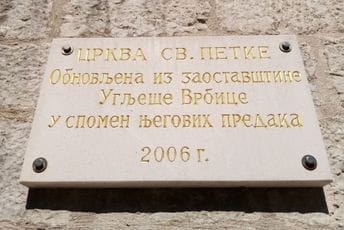 ЦРКВА СВ. ПЕТКЕ
Обновљена из заоставштине
Угљеше Врбице
у спомен његових предака
2006 г.